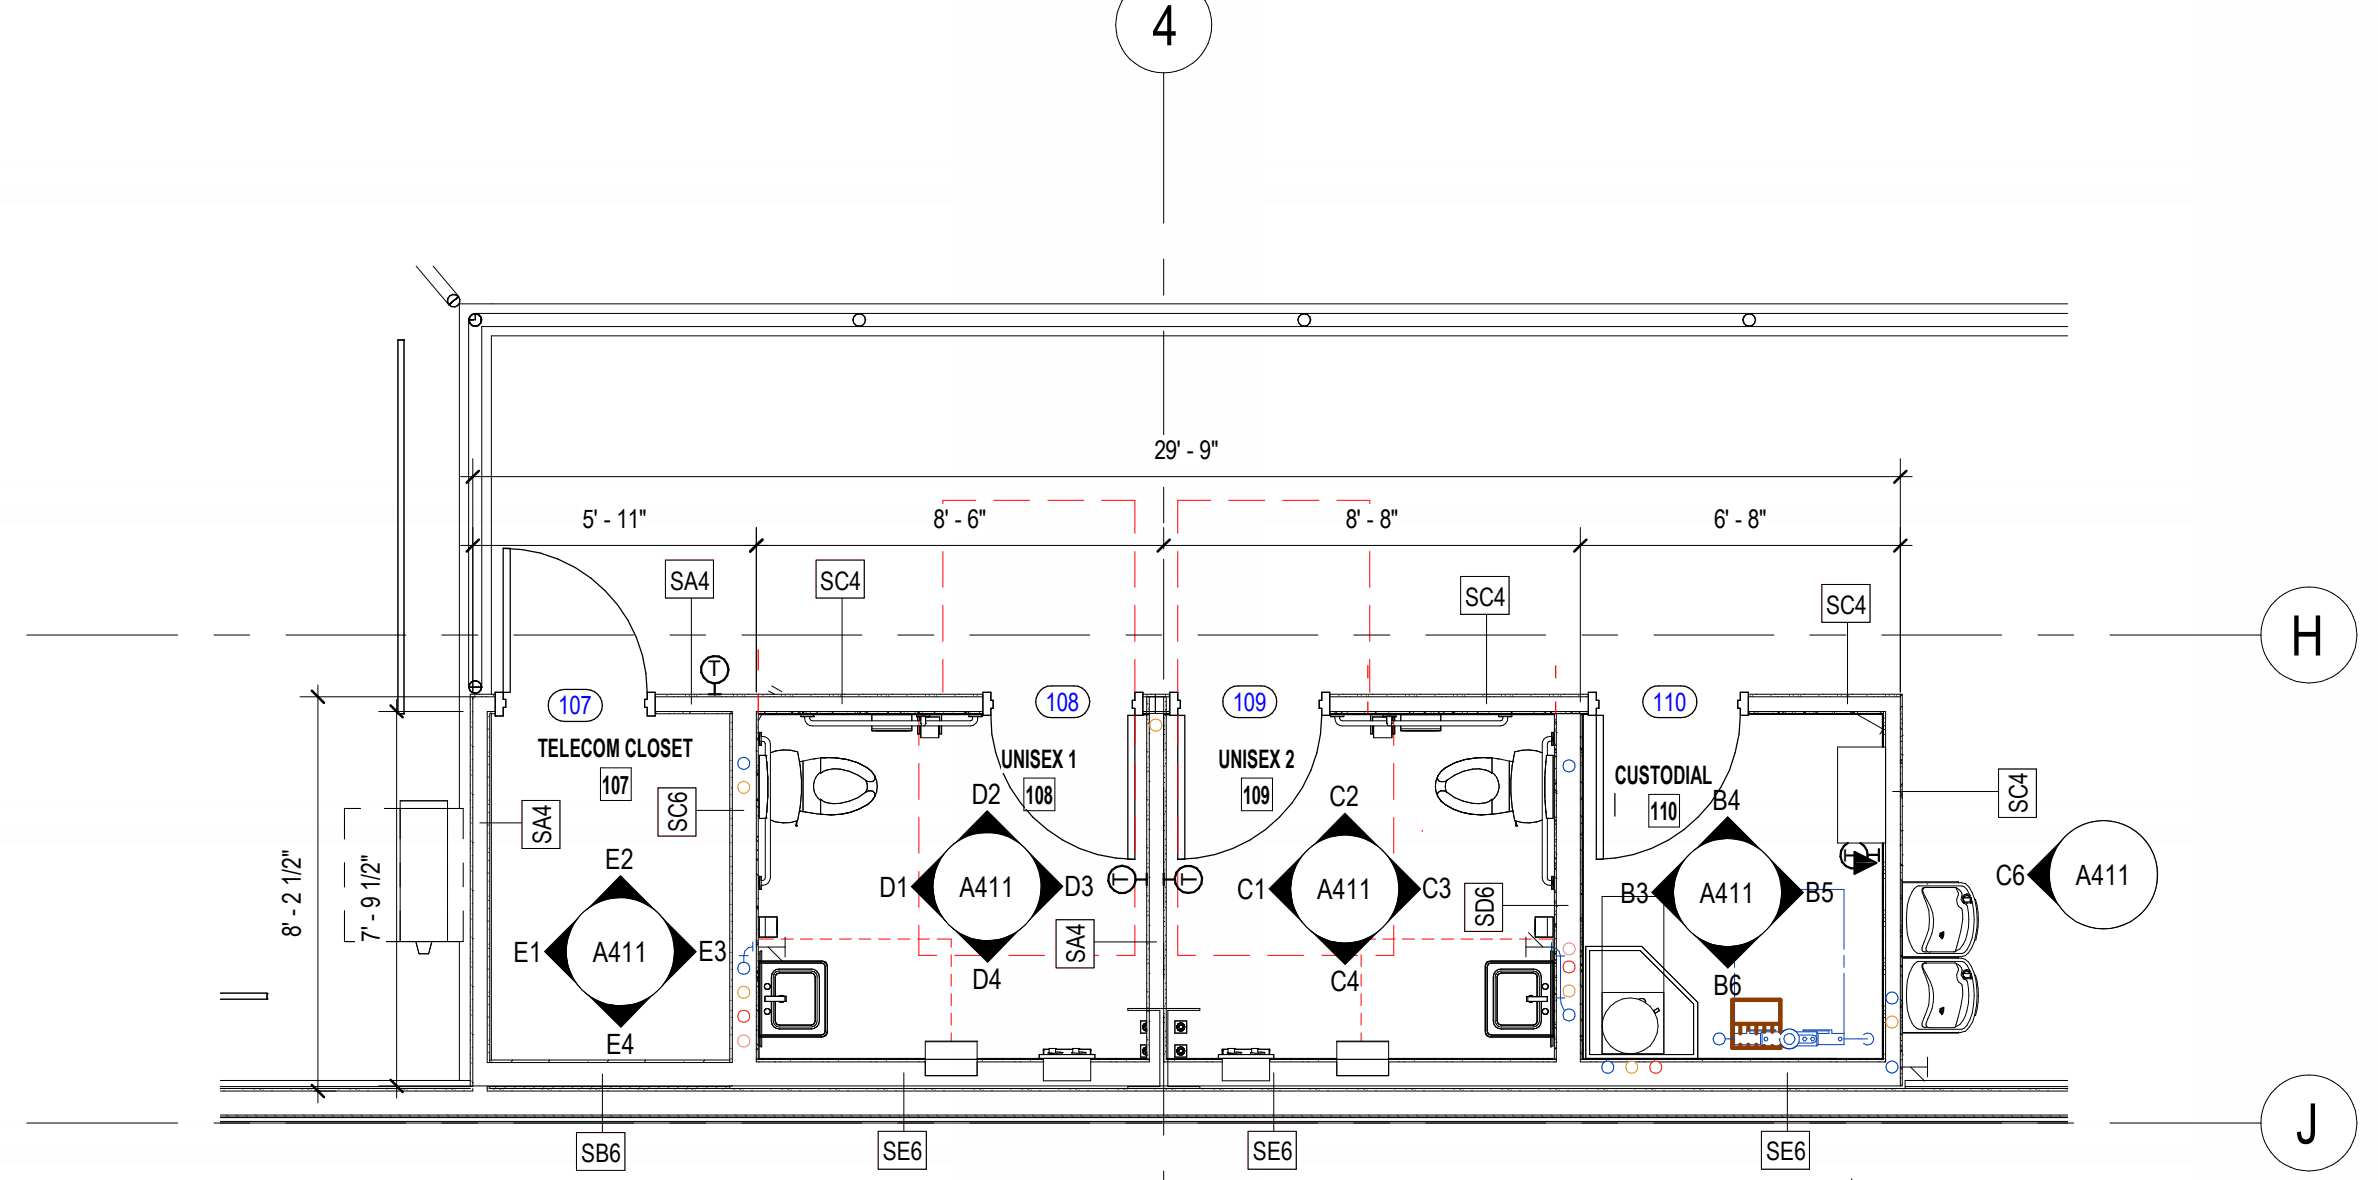 4
29' - 9"
5' - 11"
8' - 6"
8' - 8"
6' - 8"
SA4
SC4
SC4
SC4
H
T
107
108
109
110
TELECOM CLOSET
107
UNISEX 1
108
UNISEX 2
109
CUSTODIAL
110
SA4
SC6
SC4
8' - 2 1/2"
7' - 9 1/2"
E2
E1
A411
E3
E4
D2
D1
A411
D3
D4
T
T
SA4
C2
C1
A411
C3
C4
SD6
B4
B3
A411
B5
B6
T
C6
A411
J
SB6
SE6
SE6
SE6